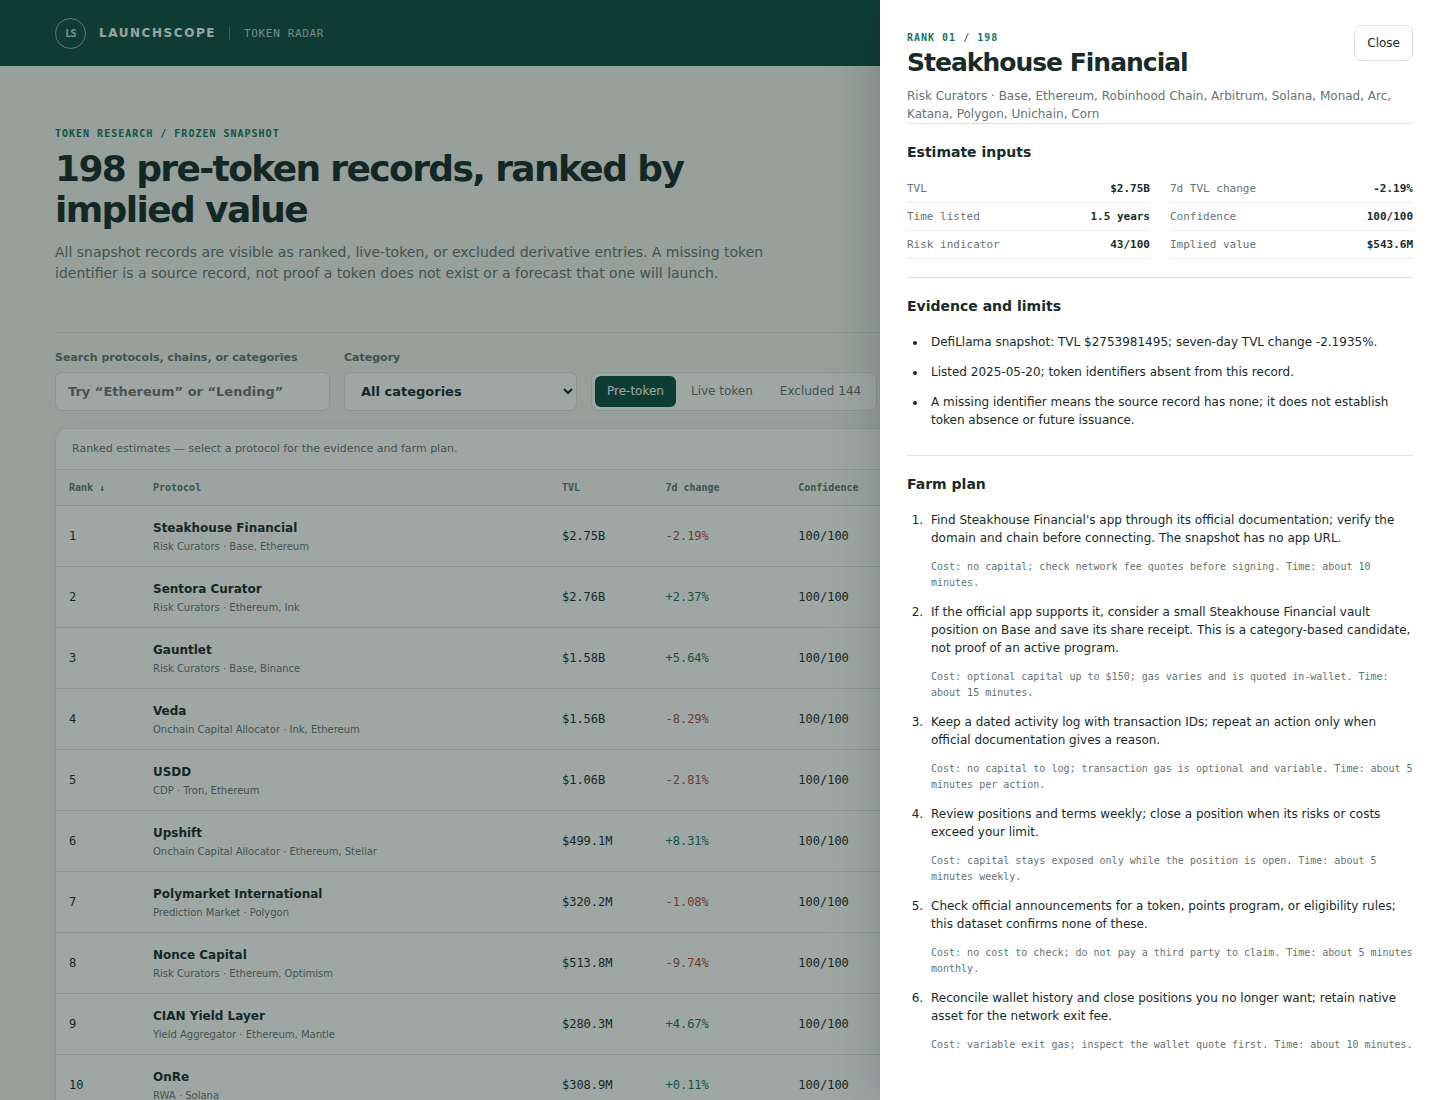 LS LAUNCHSCOPE TOKEN RADAR
TOKEN RESEARCH / FROZEN SNAPSHOT
198 pre-token records, ranked by
implied value
All snapshot records are visible as ranked, live-token, or excluded derivative entries. A missing token
identifier is a source record, not proof a token does not exist or a forecast that one will launch.
Search protocols, chains, or categories
Try “Ethereum” or “Lending”
Category
All categories
Pre-token Live token Excluded 144
Ranked estimates — select a protocol for the evidence and farm plan.
Rank ↓ Protocol TVL 7d change Confidence
1 Steakhouse Financial $2.75B -2.19% 100/100
Risk Curators · Base, Ethereum
2 Sentora Curator $2.76B +2.37% 100/100
Risk Curators · Ethereum, Ink
3 Gauntlet $1.58B +5.64% 100/100
Risk Curators · Base, Binance
4 Veda $1.56B -8.29% 100/100
Onchain Capital Allocator · Ink, Ethereum
5 USDD $1.06B -2.81% 100/100
CDP · Tron, Ethereum
6 Upshift $499.1M +8.31% 100/100
Onchain Capital Allocator · Ethereum, Stellar
7 Polymarket International $320.2M -1.08% 100/100
Prediction Market · Polygon
8 Nonce Capital $513.8M -9.74% 100/100
Risk Curators · Ethereum, Optimism
9 CIAN Yield Layer $280.3M +4.67% 100/100
Yield Aggregator · Ethereum, Mantle
10 OnRe $308.9M +0.11% 100/100
RWA · Solana
RANK 01 / 198
Steakhouse Financial
Close
Risk Curators · Base, Ethereum, Robinhood Chain, Arbitrum, Solana, Monad, Arc,
Katana, Polygon, Unichain, Corn
Estimate inputs
TVL $2.75B 7d TVL change -2.19%
Time listed 1.5 years Confidence 100/100
Risk indicator 43/100 Implied value $543.6M
Evidence and limits
• DefiLlama snapshot: TVL $2753981495; seven-day TVL change -2.1935%.
• Listed 2025-05-20; token identifiers absent from this record.
• A missing identifier means the source record has none; it does not establish
token absence or future issuance.
Farm plan
1. Find Steakhouse Financial's app through its official documentation; verify the
domain and chain before connecting. The snapshot has no app URL.
Cost: no capital; check network fee quotes before signing. Time: about 10
minutes.
2. If the official app supports it, consider a small Steakhouse Financial vault
position on Base and save its share receipt. This is a category-based candidate,
not proof of an active program.
Cost: optional capital up to $150; gas varies and is quoted in-wallet. Time:
about 15 minutes.
3. Keep a dated activity log with transaction IDs; repeat an action only when
official documentation gives a reason.
Cost: no capital to log; transaction gas is optional and variable. Time: about 5
minutes per action.
4. Review positions and terms weekly; close a position when its risks or costs
exceed your limit.
Cost: capital stays exposed only while the position is open. Time: about 5
minutes weekly.
5. Check official announcements for a token, points program, or eligibility rules;
this dataset confirms none of these.
Cost: no cost to check; do not pay a third party to claim. Time: about 5 minutes
monthly.
6. Reconcile wallet history and close positions you no longer want; retain native
asset for the network exit fee.
Cost: variable exit gas; inspect the wallet quote first. Time: about 10 minutes.